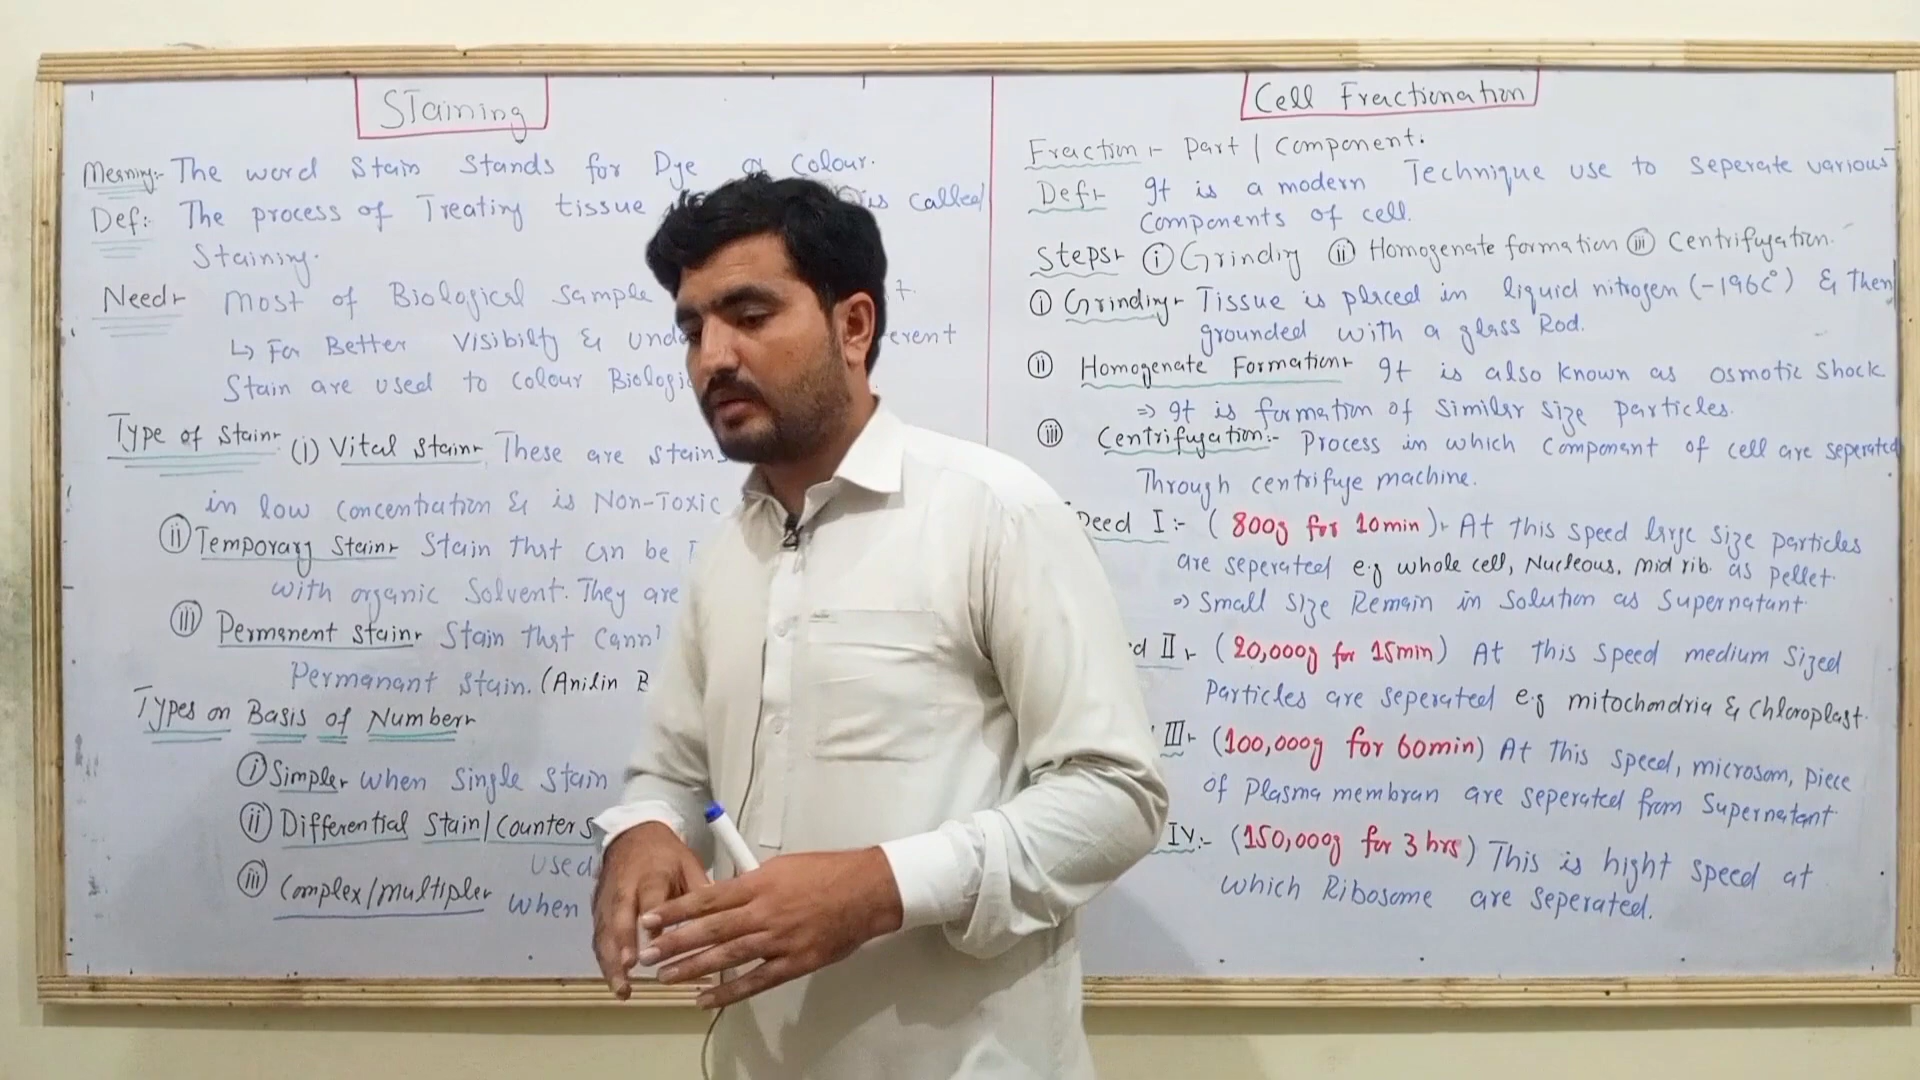 Staining
Meaning:- The word Stain Stands for Dye or Colour.
Def:- The process of Treating tissue is called
Staining.
Need:- Most of Biological Sample
↳ For Better Visibilty & erent
Stain are used to Colour
Type of Stain:- (i) Vital Stain:- These are
in low concentration & is Non-Toxic
(ii) Temporary Stain:- Stain that can be
with organic Solvent. They are
(iii) Permanent Stain:- Stain that
Permanant Stain. (Anilin B
Types on Basis of Number:-
(i) Simple:- when single stain
(ii) Differential Stain/Counter
used
(iii) Complex/multiple:- when
Cell Fractionation
Fraction:- Part / Component.
Def:- It is a modern Technique use to seperate various
Components of cell.
Steps:- (i) Grinding (ii) Homogenate formation (iii) Centrifugation.
(i) Grinding:- Tissue is placed in liquid nitrogen (-196c°) & then
grounded with a glass Rod.
(ii) Homogenate Formation:- It is also known as osmotic shock
⇒ It is formation of similar size particles.
(iii) Centrifugation:- Process in which component of cell are seperated
Through centrifuge machine.
peed I:- (800g for 10min):- At this speed large size particles
are seperated e.g whole cell, Nucleous, mid rib. as pellet.
⇒ Small size Remain in Solution as Supernatant
d II:- (20,000g for 15min) At this speed medium sized
Particles are seperated e.g mitochondria & Chloroplast.
III:- (100,000g for 60min) At This speed, microsom, piece
of Plasma membran are seperated from Supernatant
IV:- (150,000g for 3 hrs) This is hight speed at
which Ribosome are seperated.